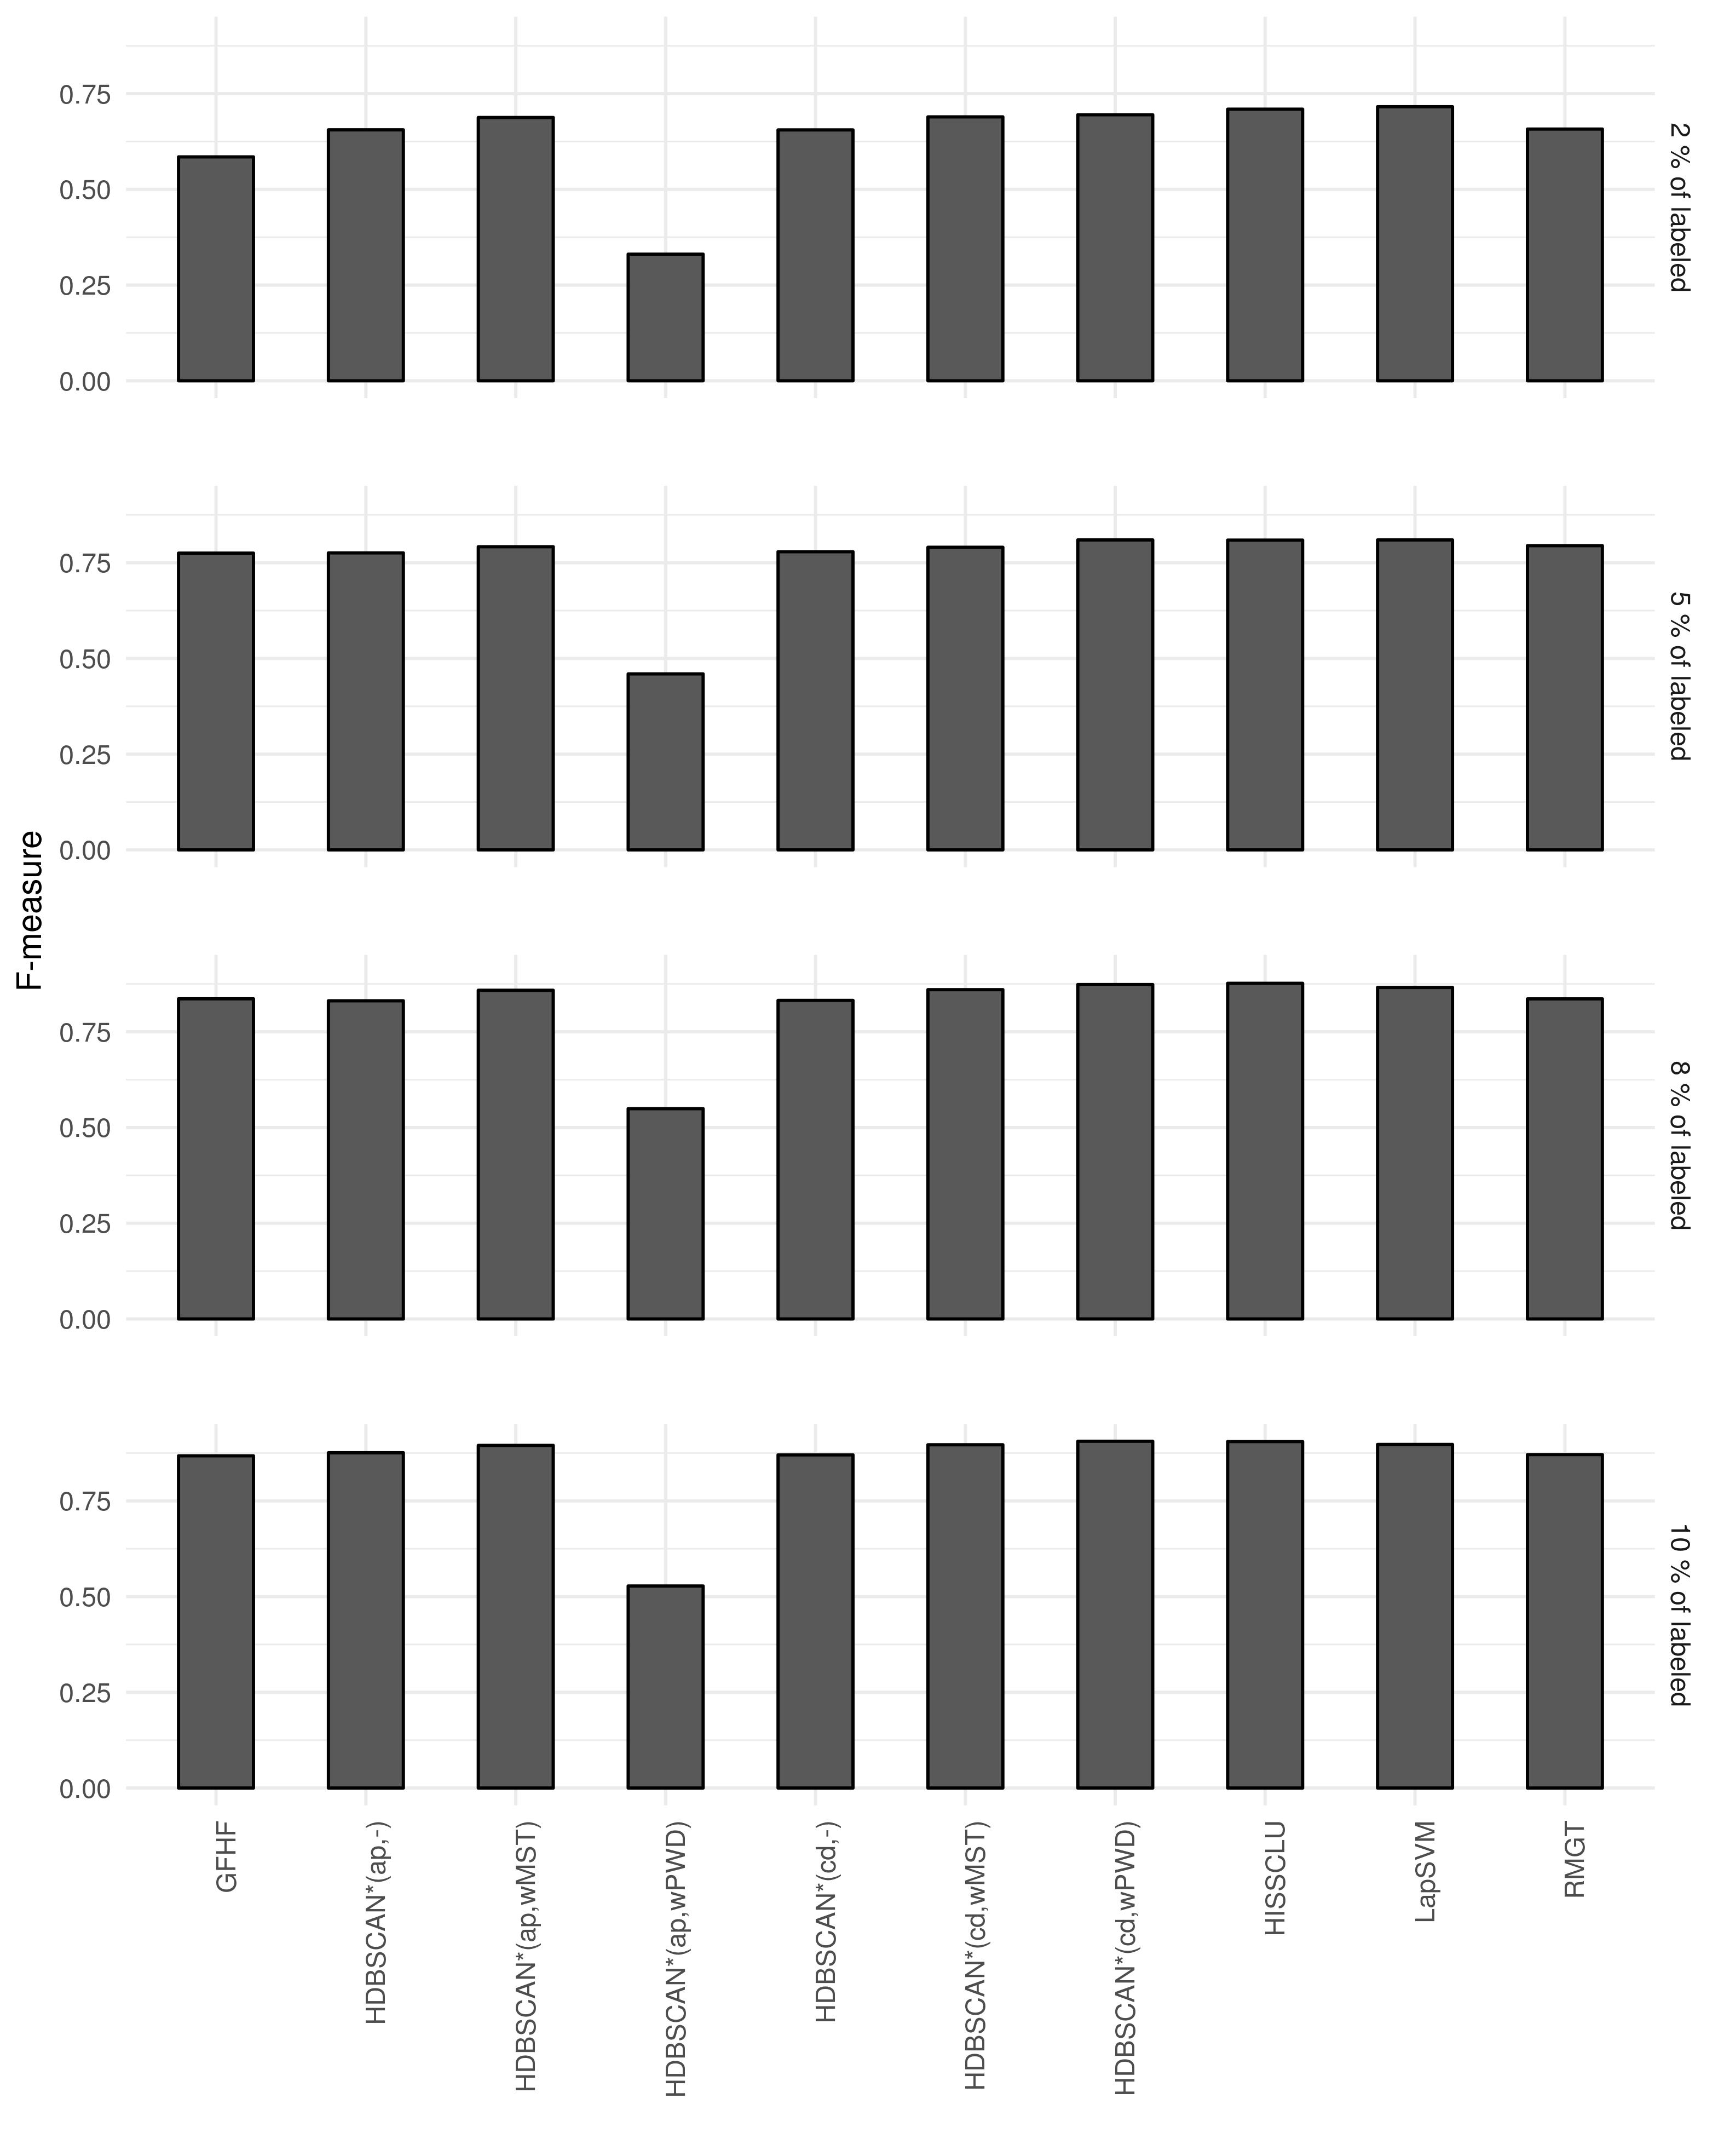 F-measure
0.75
0.50
0.25
0.00
2 % of labeled
0.75
0.50
0.25
0.00
5 % of labeled
0.75
0.50
0.25
0.00
8 % of labeled
0.75
0.50
0.25
0.00
10 % of labeled
GFHF
HDBSCAN*(ap,-)
HDBSCAN*(ap,wMST)
HDBSCAN*(ap,wPWD)
HDBSCAN*(cd,-)
HDBSCAN*(cd,wMST)
HDBSCAN*(cd,wPWD)
HISSCLU
LapSVM
RMGT